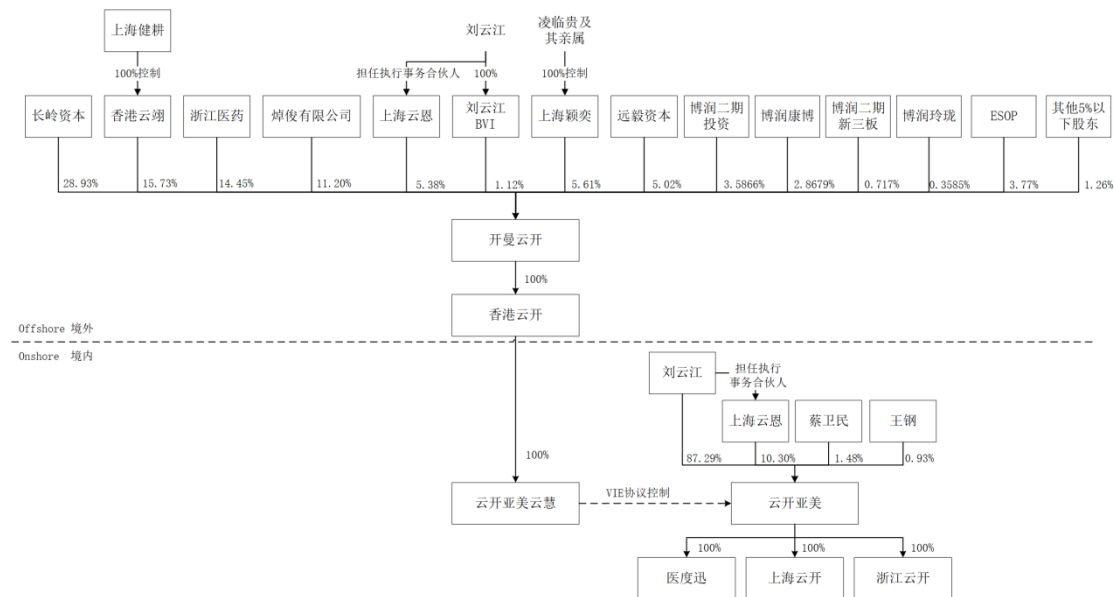 上海健耕
刘云江
凌临贵及
其亲属
100%控制
担任执行事务合伙人
100%
100%控制
长岭资本
香港云翊
浙江医药
焯俊有限公司
上海云恩
刘云江
BVI
上海颖奕
远毅资本
博润二期
投资
博润康博
博润二期
新三板
博润玲珑
ESOP
其他5%以
下股东
28.93%
15.73%
14.45%
11.20%
5.38%
1.12%
5.61%
5.02%
3.5866%
2.8679%
0.717%
0.3585%
3.77%
1.26%
开曼云开
100%
香港云开
Offshore 境外
Onshore 境内
刘云江
担任执行
事务合伙人
上海云恩
蔡卫民
王钢
100%
87.29%
10.30%
1.48%
0.93%
云开亚美云慧
VIE协议控制
云开亚美
100%
100%
100%
医度迅
上海云开
浙江云开